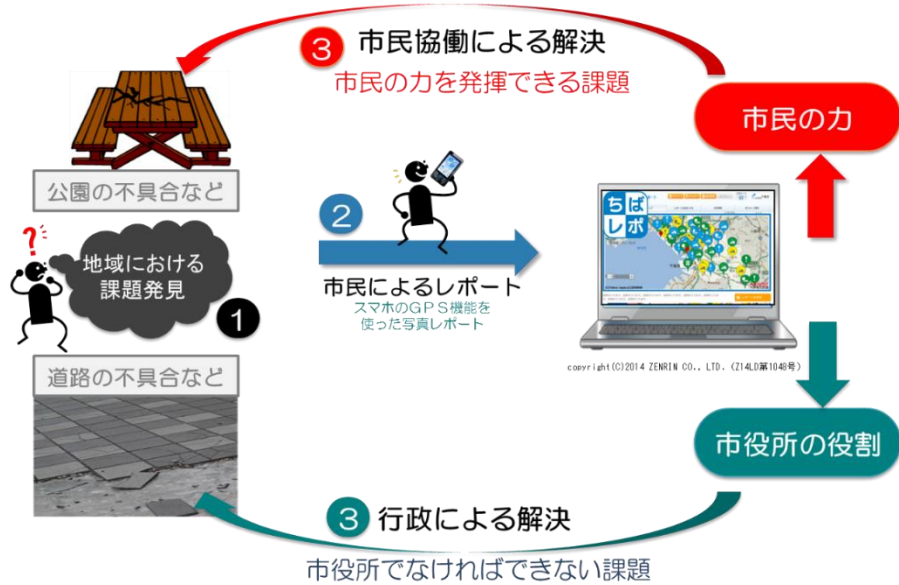 3 市民協働による解決
市民の力を発揮できる課題
市民の力
公園の不具合など
?
地域における
課題発見
1
2
市民によるレポート
スマホのGPS機能を
使った写真レポート
ちば
レポ
copyright(C)2014 ZENRIN CO., LTD. (Z14LD第1048号)
道路の不具合など
市役所の役割
3 行政による解決
市役所でなければできない課題